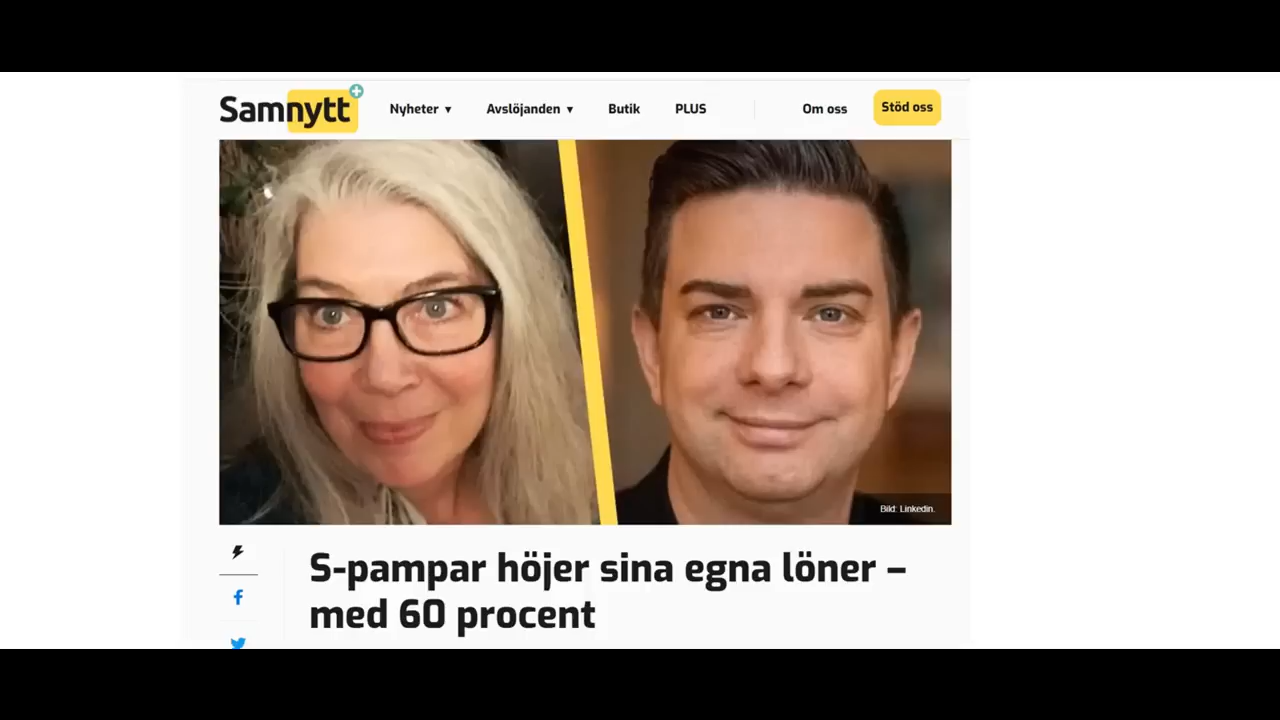 Samnytt
Nyheter ▼ Avslöjanden ▼ Butik PLUS Om oss Stöd oss
Bild: Linkedin.
S-pampar höjer sina egna löner –
med 60 procent